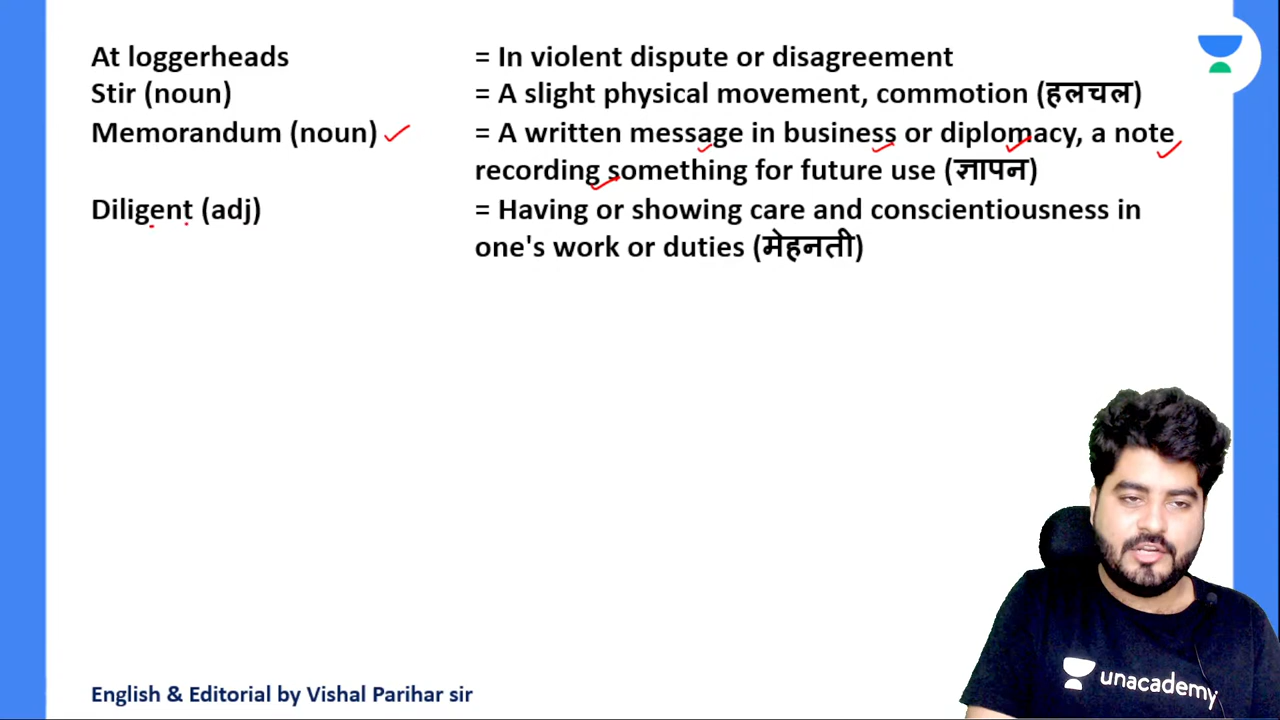 At loggerheads = In violent dispute or disagreement
Stir (noun) = A slight physical movement, commotion (हलचल)
Memorandum (noun) = A written message in business or diplomacy, a note
recording something for future use (ज्ञापन)
Diligent (adj) = Having or showing care and conscientiousness in
one's work or duties (मेहनती)
unacademy
English & Editorial by Vishal Parihar sir